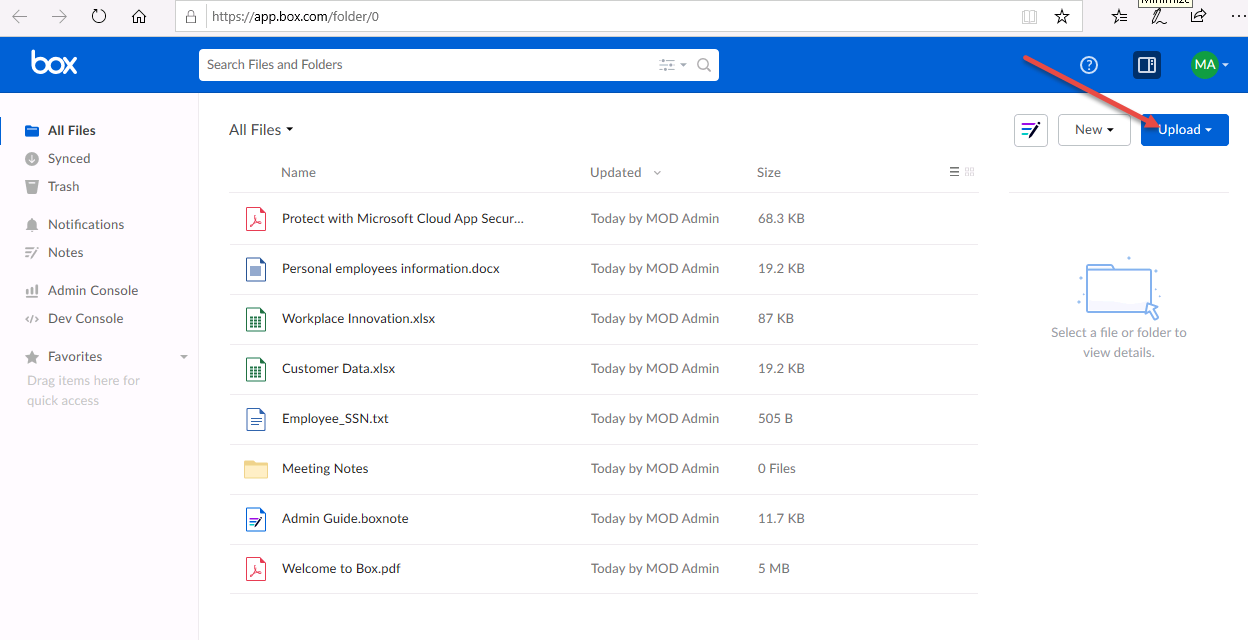 Minimize
https://app.box.com/folder/0
box
Search Files and Folders
?
MA
All Files
Synced
Trash
Notifications
Notes
Admin Console
Dev Console
Favorites
Drag items here for
quick access
All Files
New
Upload
Name Updated Size
Protect with Microsoft Cloud App Secur... Today by MOD Admin 68.3 KB
Personal employees information.docx Today by MOD Admin 19.2 KB
Workplace Innovation.xlsx Today by MOD Admin 87 KB
Customer Data.xlsx Today by MOD Admin 19.2 KB
Employee_SSN.txt Today by MOD Admin 505 B
Meeting Notes Today by MOD Admin 0 Files
Admin Guide.boxnote Today by MOD Admin 11.7 KB
Welcome to Box.pdf Today by MOD Admin 5 MB
Select a file or folder to
view details.